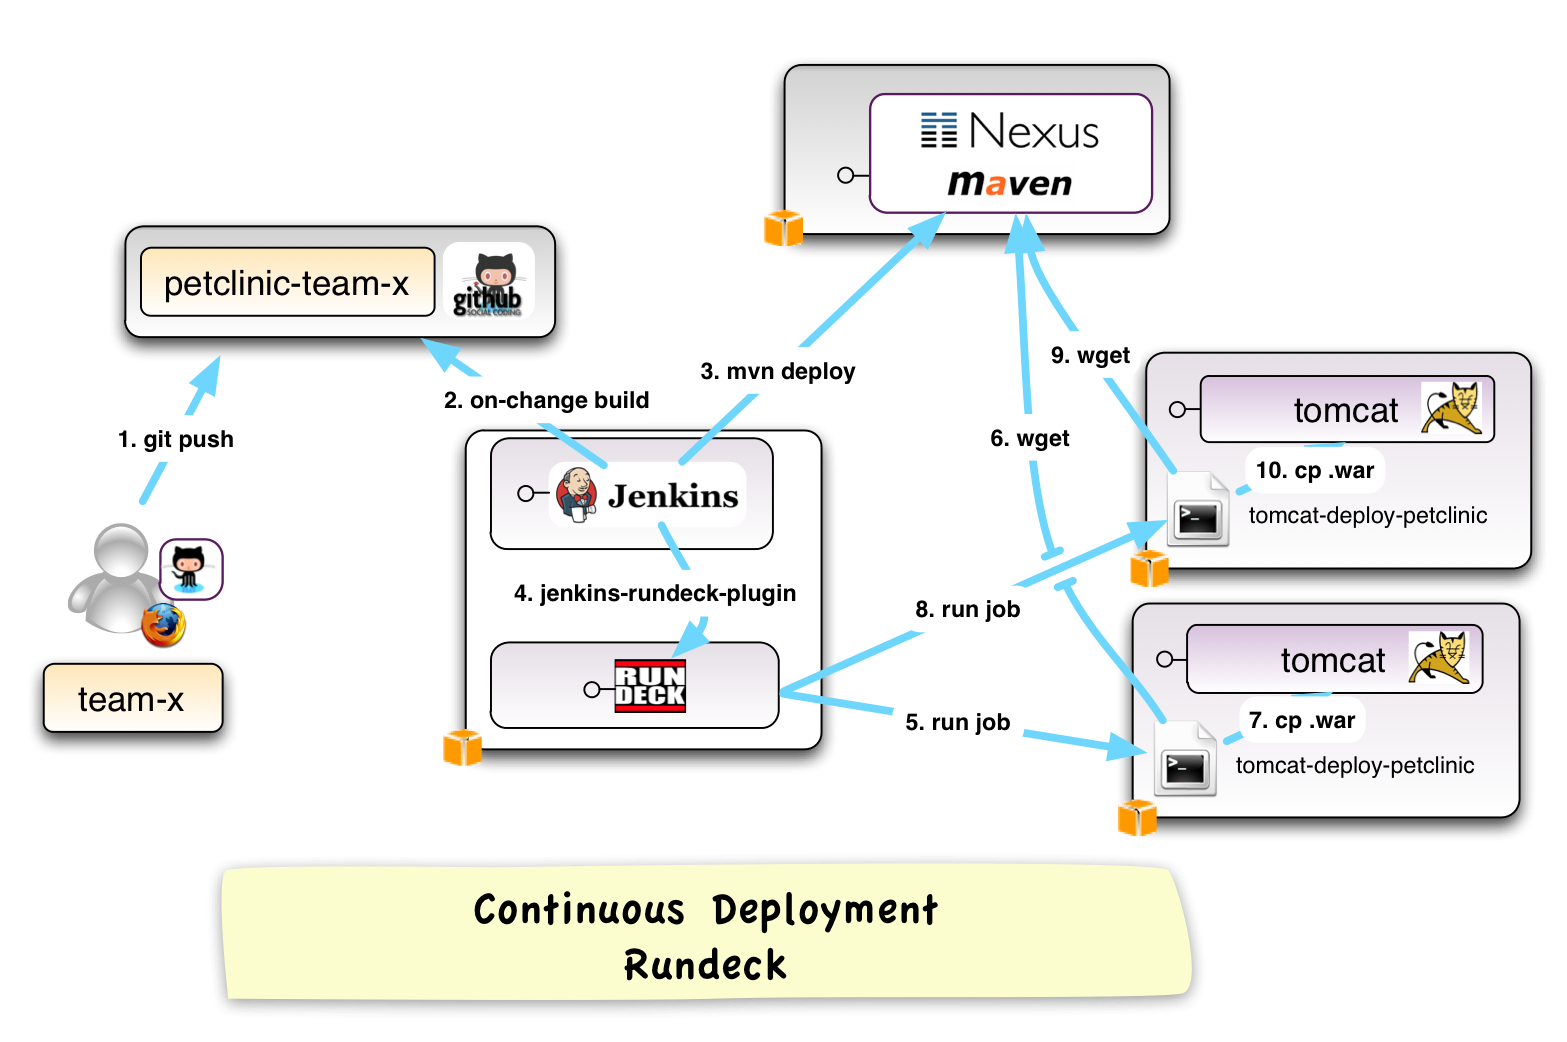 Nexus
maven
petclinic-team-x
github
SOCIAL CODING
1. git push
2. on-change build
3. mvn deploy
9. wget
6. wget
tomcat
10. cp .war
tomcat-deploy-petclinic
Jenkins
4. jenkins-rundeck-plugin
8. run job
RUN
DECK
5. run job
tomcat
7. cp .war
tomcat-deploy-petclinic
team-x
>_
>_
Continuous Deployment
Rundeck